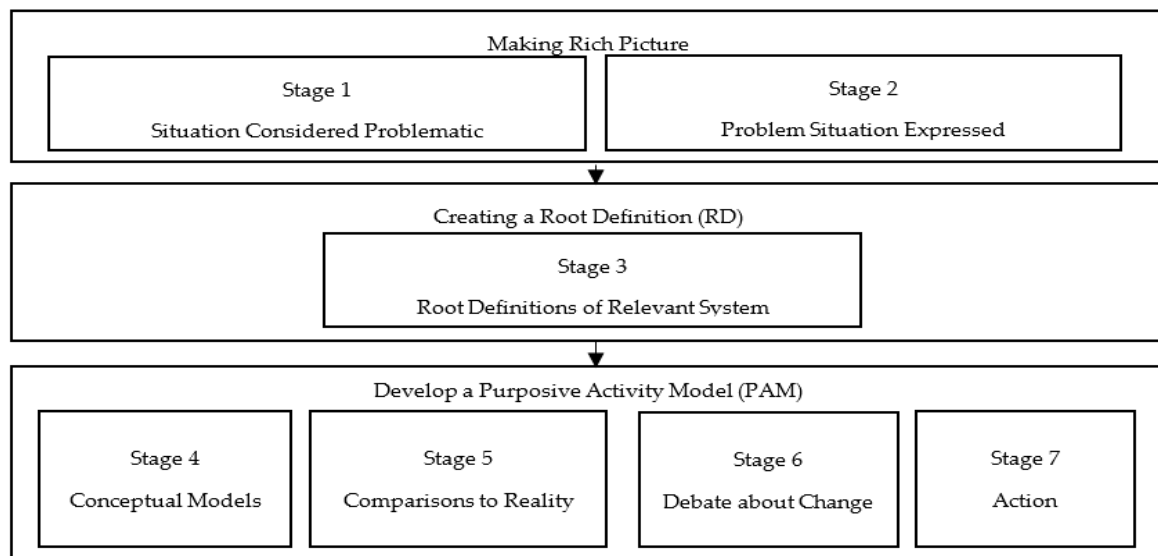 Making Rich Picture
Stage 1
Situation Considered Problematic
Stage 2
Problem Situation Expressed
Creating a Root Definition (RD)
Stage 3
Root Definitions of Relevant System
Develop a Purposive Activity Model (PAM)
Stage 4
Conceptual Models
Stage 5
Comparisons to Reality
Stage 6
Debate about Change
Stage 7
Action